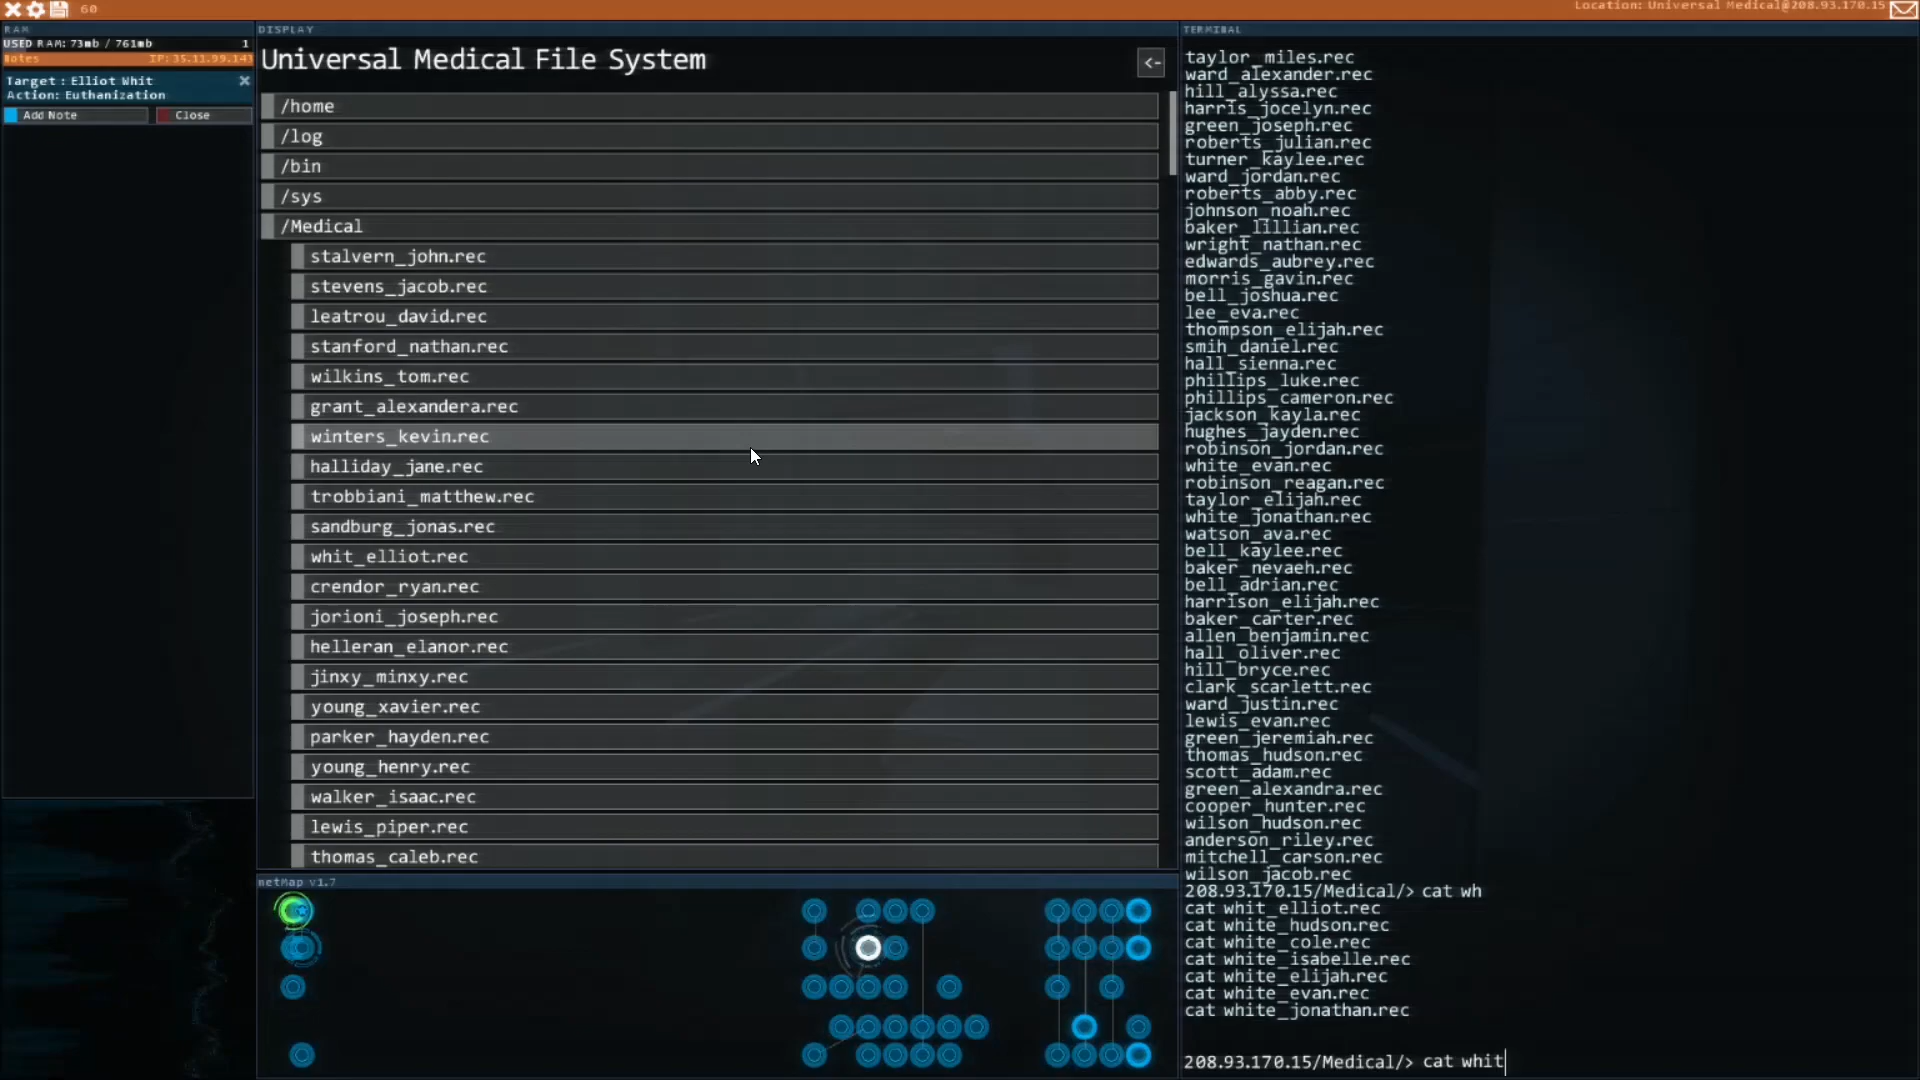 60
Location: Universal Medical@208.93.170.15
RAM
USED RAM: 73mb / 761mb 1
Notes IP: 35.11.99.143
Target : Elliot Whit
Action: Euthanization
Add Note Close
DISPLAY
Universal Medical File System
<-
/home
/log
/bin
/sys
/Medical
stalvern_john.rec
stevens_jacob.rec
leatrou_david.rec
stanford_nathan.rec
wilkins_tom.rec
grant_alexandera.rec
winters_kevin.rec
halliday_jane.rec
trobbiani_matthew.rec
sandburg_jonas.rec
whit_elliot.rec
crendor_ryan.rec
jorioni_joseph.rec
helleran_elanor.rec
jinxy_minxy.rec
young_xavier.rec
parker_hayden.rec
young_henry.rec
walker_isaac.rec
lewis_piper.rec
thomas_caleb.rec
netMap v1.7
TERMINAL
taylor_miles.rec
ward_alexander.rec
hill_alyssa.rec
harris_jocelyn.rec
green_joseph.rec
roberts_julian.rec
turner_kaylee.rec
ward_jordan.rec
roberts_abby.rec
johnson_noah.rec
baker_lillian.rec
wright_nathan.rec
edwards_aubrey.rec
morris_gavin.rec
bell_joshua.rec
lee_eva.rec
thompson_elijah.rec
smih_daniel.rec
hall_sienna.rec
phillips_luke.rec
phillips_cameron.rec
jackson_kayla.rec
hughes_jayden.rec
robinson_jordan.rec
white_evan.rec
robinson_reagan.rec
taylor_elijah.rec
white_jonathan.rec
watson_ava.rec
bell_kaylee.rec
baker_nevaeh.rec
bell_adrian.rec
harrison_elijah.rec
baker_carter.rec
allen_benjamin.rec
hall_oliver.rec
hill_bryce.rec
clark_scarlett.rec
ward_justin.rec
lewis_evan.rec
green_jeremiah.rec
thomas_hudson.rec
scott_adam.rec
green_alexandra.rec
cooper_hunter.rec
wilson_hudson.rec
anderson_riley.rec
mitchell_carson.rec
wilson_jacob.rec
208.93.170.15/Medical/> cat wh
cat whit_elliot.rec
cat white_hudson.rec
cat white_cole.rec
cat white_isabelle.rec
cat white_elijah.rec
cat white_evan.rec
cat white_jonathan.rec
208.93.170.15/Medical/> cat whit